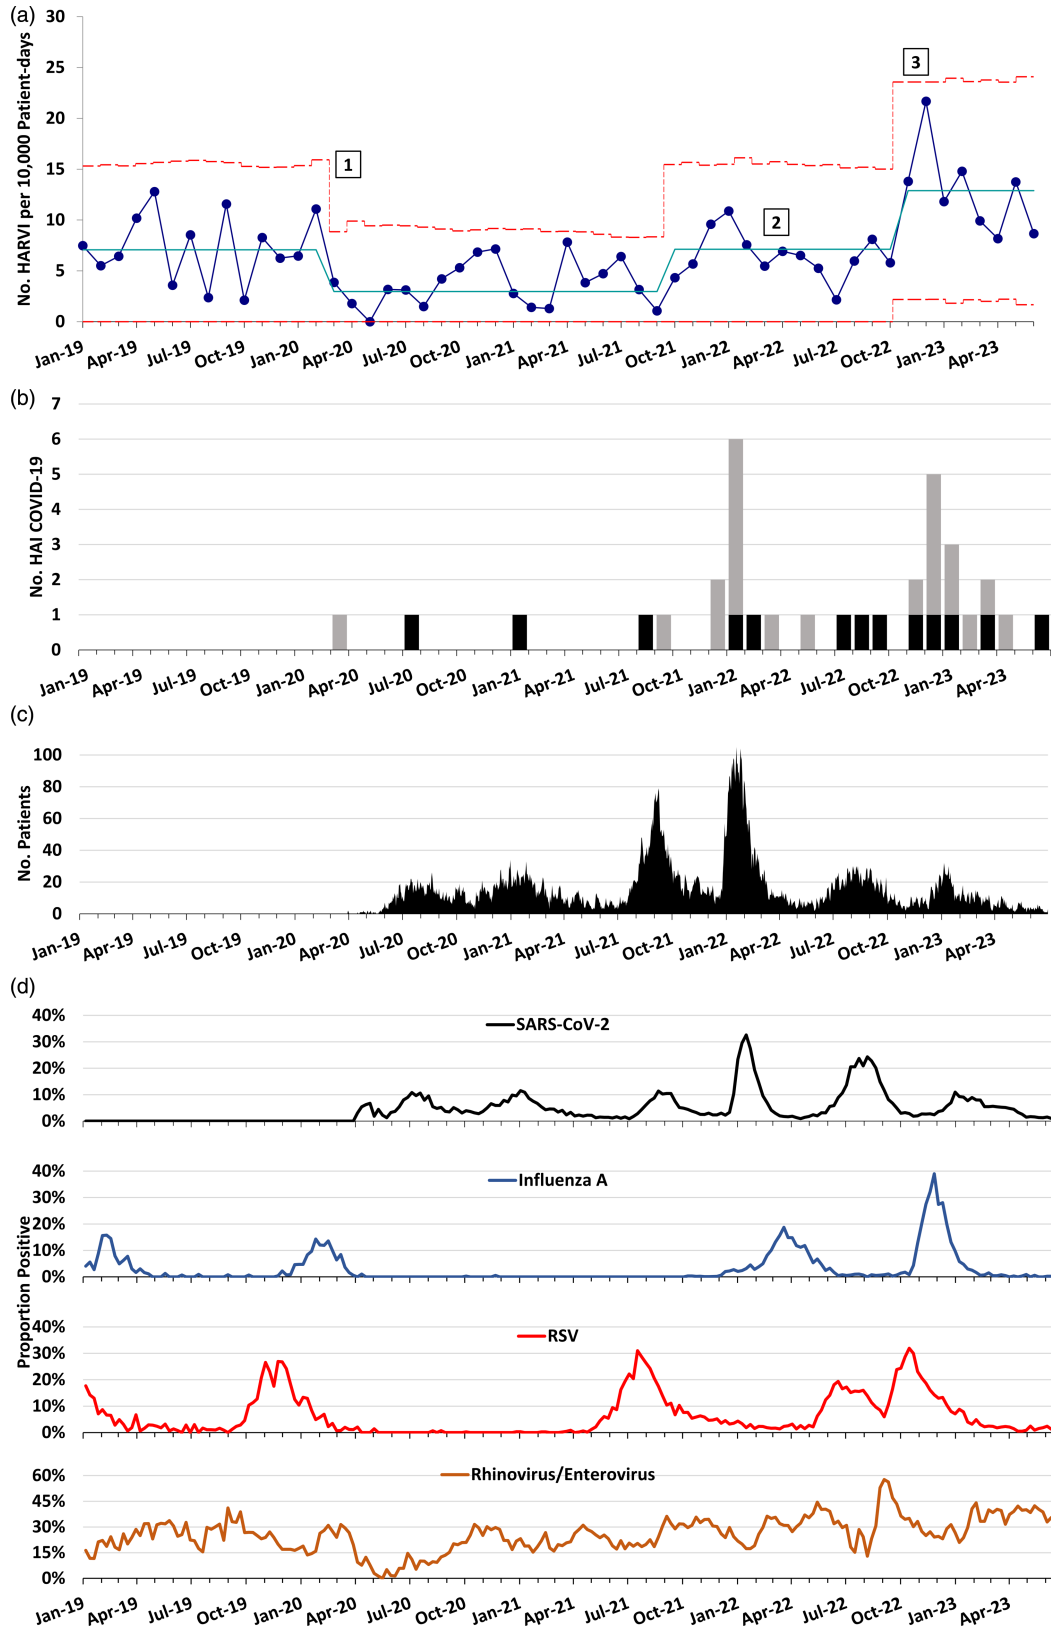 (a)
No. HARVI per 10,000 Patient-days
30
25
20
15
10
5
0
1
2
3
Jan-19 Apr-19 Jul-19 Oct-19 Jan-20 Apr-20 Jul-20 Oct-20 Jan-21 Apr-21 Jul-21 Oct-21 Jan-22 Apr-22 Jul-22 Oct-22 Jan-23 Apr-23
(b)
No. HAI COVID-19
7
6
5
4
3
2
1
0
Jan-19 Apr-19 Jul-19 Oct-19 Jan-20 Apr-20 Jul-20 Oct-20 Jan-21 Apr-21 Jul-21 Oct-21 Jan-22 Apr-22 Jul-22 Oct-22 Jan-23 Apr-23
(c)
No. Patients
100
80
60
40
20
0
Jan-19 Apr-19 Jul-19 Oct-19 Jan-20 Apr-20 Jul-20 Oct-20 Jan-21 Apr-21 Jul-21 Oct-21 Jan-22 Apr-22 Jul-22 Oct-22 Jan-23 Apr-23
(d)
Proportion Positive
SARS-CoV-2
40%
30%
20%
10%
0%
Influenza A
40%
30%
20%
10%
0%
RSV
40%
30%
20%
10%
0%
Rhinovirus/Enterovirus
60%
45%
30%
15%
0%
Jan-19 Apr-19 Jul-19 Oct-19 Jan-20 Apr-20 Jul-20 Oct-20 Jan-21 Apr-21 Jul-21 Oct-21 Jan-22 Apr-22 Jul-22 Oct-22 Jan-23 Apr-23